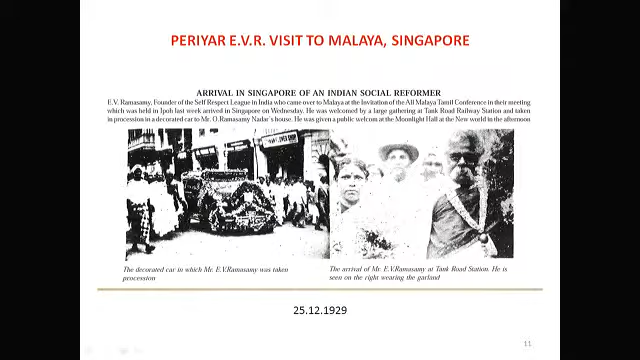 PERIYAR E.V.R. VISIT TO MALAYA, SINGAPORE
ARRIVAL IN SINGAPORE OF AN INDIAN SOCIAL REFORMER
E.V. Ramasamy, Founder of the Self Respect League in India who came over to Malaya at the Invitation of the All Malaya Tamil Conference in their meeting
which was held in Ipoh last week arrived in Singapore on Wednesday. He was welcomed by a large gathering at Tank Road Railway Station and taken
in procession in a decorated car to Mr. O.Ramasamy Nadar's house. He was given a public welcom at the Moonlight Hall at the New world in the afternoon
The decorated car in which Mr. E.V.Ramasamy was taken
procession
The arrival of Mr. E.V.Ramasamy at Tank Road Station. He is
seen on the right wearing the garland
25.12.1929
11